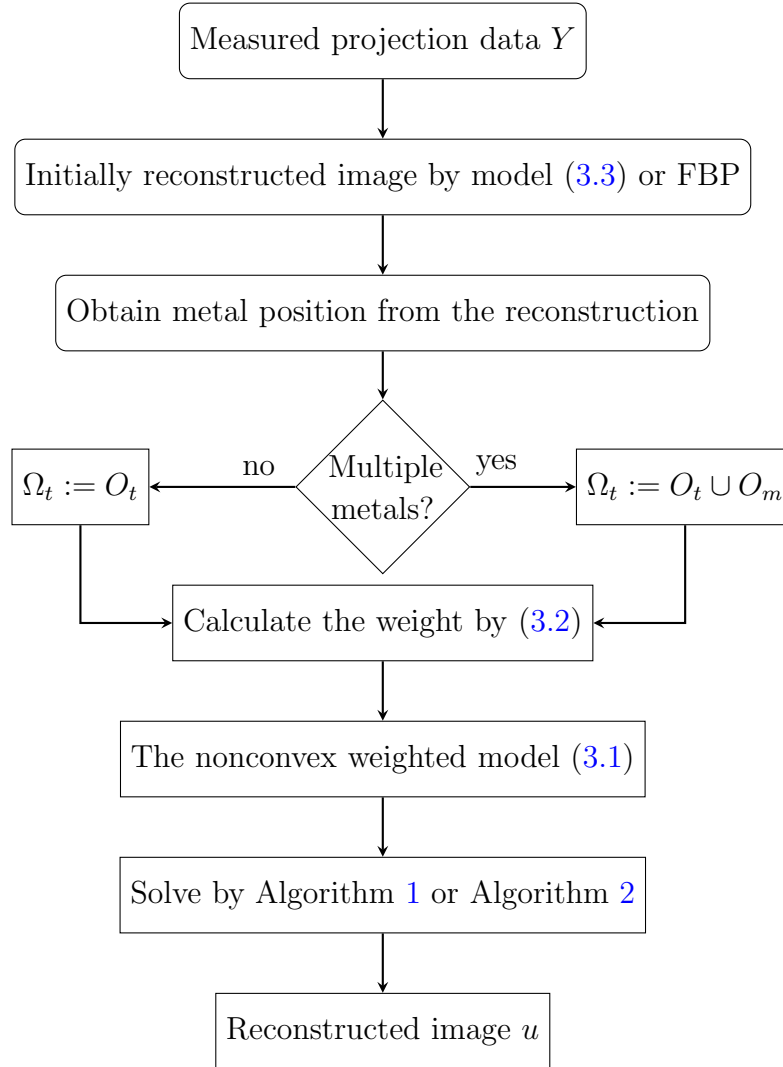 Measured projection data Y
Initially reconstructed image by model (3.3) or FBP
Obtain metal position from the reconstruction
no
Multiple
metals?
yes
Ω_t := O_t
Ω_t := O_t ∪ O_m
Calculate the weight by (3.2)
The nonconvex weighted model (3.1)
Solve by Algorithm 1 or Algorithm 2
Reconstructed image u